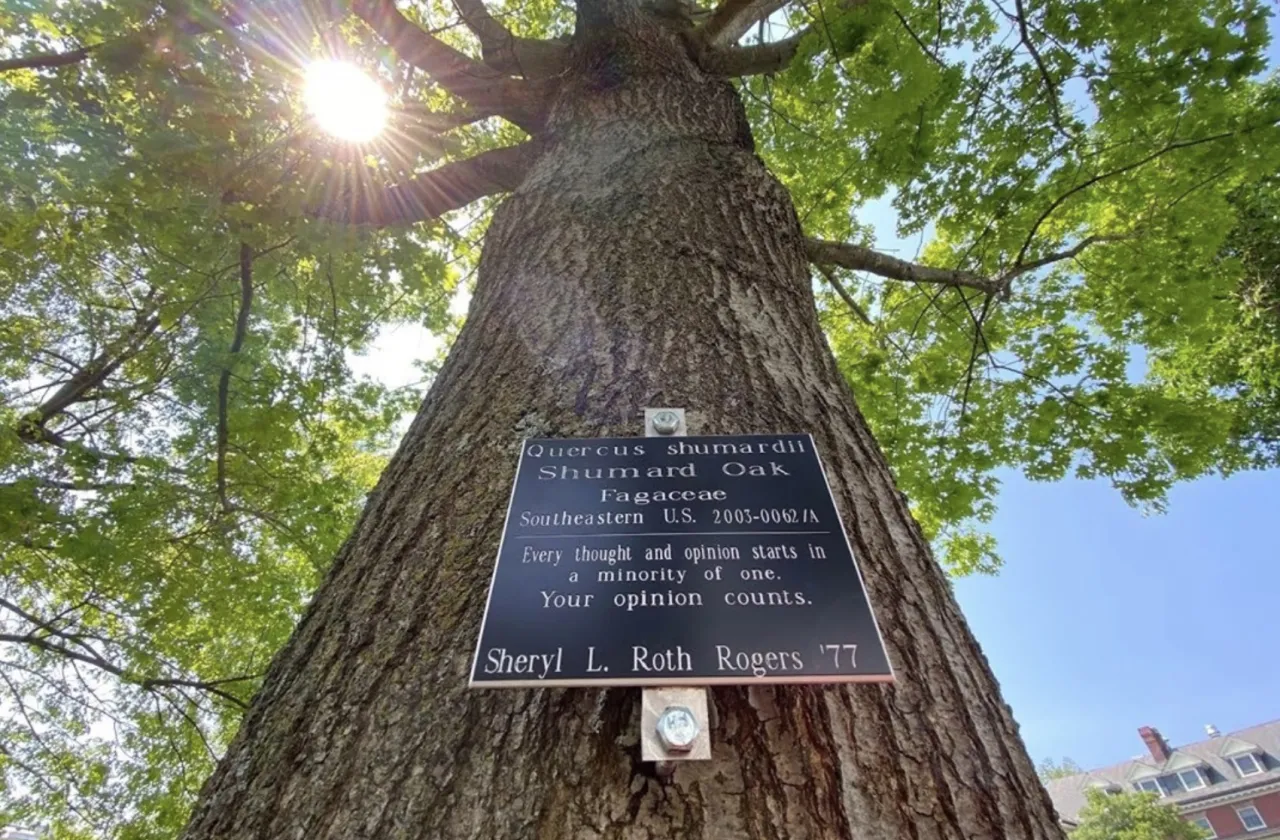 Quercus shumardii
Shumard Oak
Fagaceae
Southeastern U.S. 2003-0062/A
Every thought and opinion starts in
a minority of one.
Your opinion counts.
Sheryl L. Roth Rogers '77